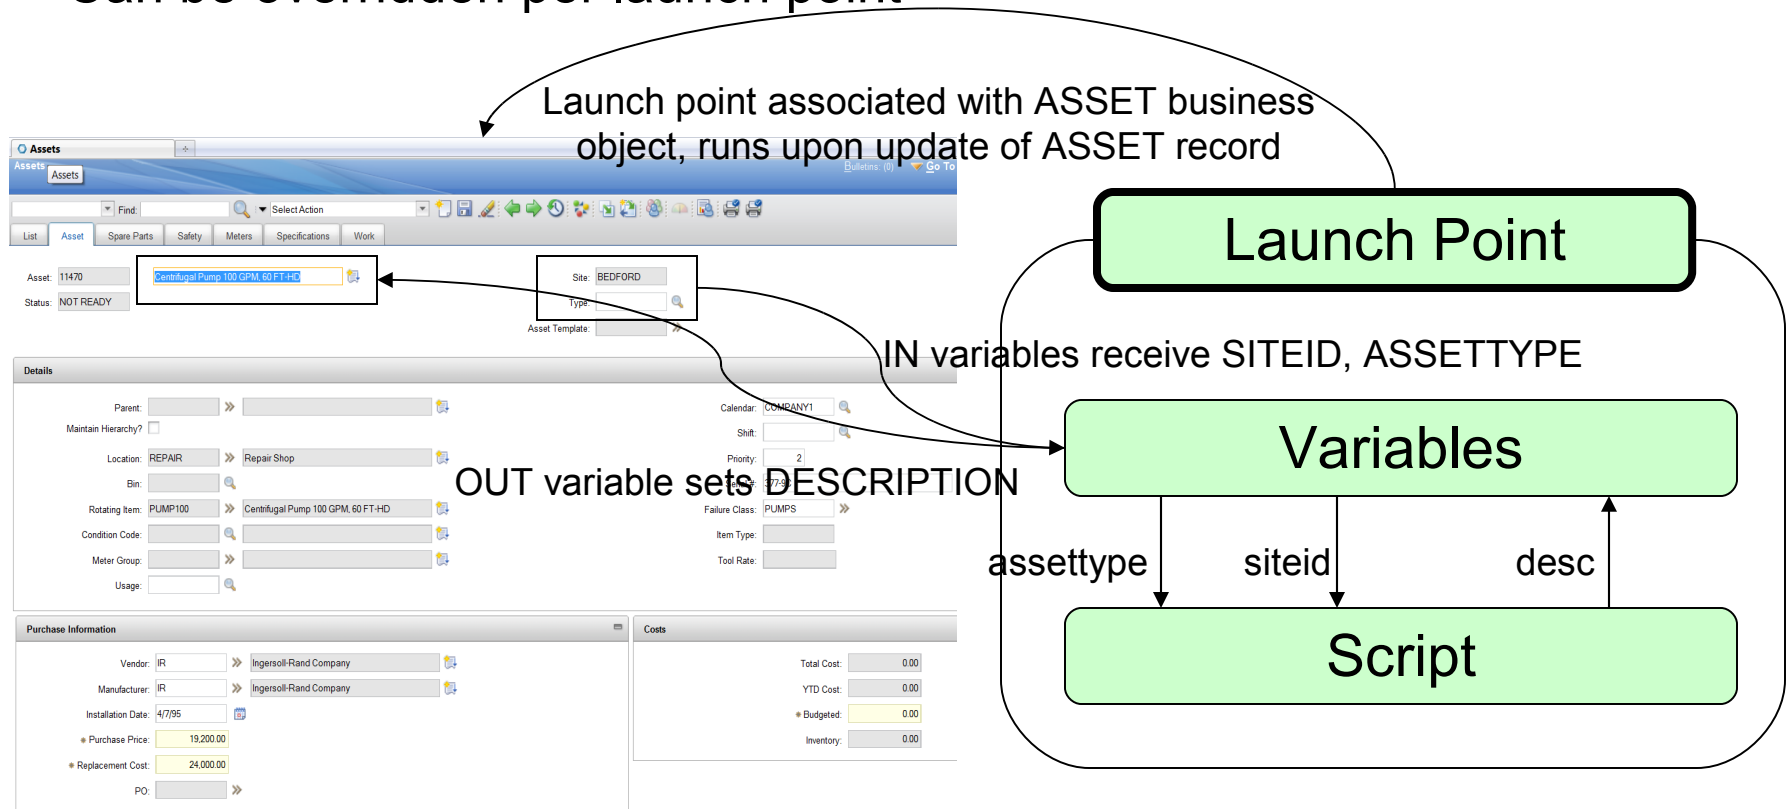 Can be overridden per launch point
Launch point associated with ASSET business
object, runs upon update of ASSET record
Assets
Assets
Assets
Bulletins: (0)
Go To
Find:
Select Action
List
Asset
Spare Parts
Safety
Meters
Specifications
Work
Launch Point
Asset: 11470
Centrifugal Pump 100 GPM, 60 FT-HD
Site: BEDFORD
Status: NOT READY
Type:
Asset Template:
IN variables receive SITEID, ASSETTYPE
Details
Parent:
Calendar: COMPANY1
Maintain Hierarchy?
Shift:
Variables
Location: REPAIR
Repair Shop
Priority: 2
OUT variable sets DESCRIPTION
Bin:
Serial #: 377-9C
Rotating Item: PUMP100
Centrifugal Pump 100 GPM, 60 FT-HD
Failure Class: PUMPS
Condition Code:
Item Type:
Meter Group:
Tool Rate:
assettype
siteid
desc
Usage:
Purchase Information
Costs
Script
Vendor: IR
Ingersoll-Rand Company
Total Cost: 0.00
Manufacturer: IR
Ingersoll-Rand Company
YTD Cost: 0.00
Installation Date: 4/7/95
Budgeted: 0.00
Purchase Price: 19,200.00
Inventory: 0.00
Replacement Cost: 24,000.00
PO: